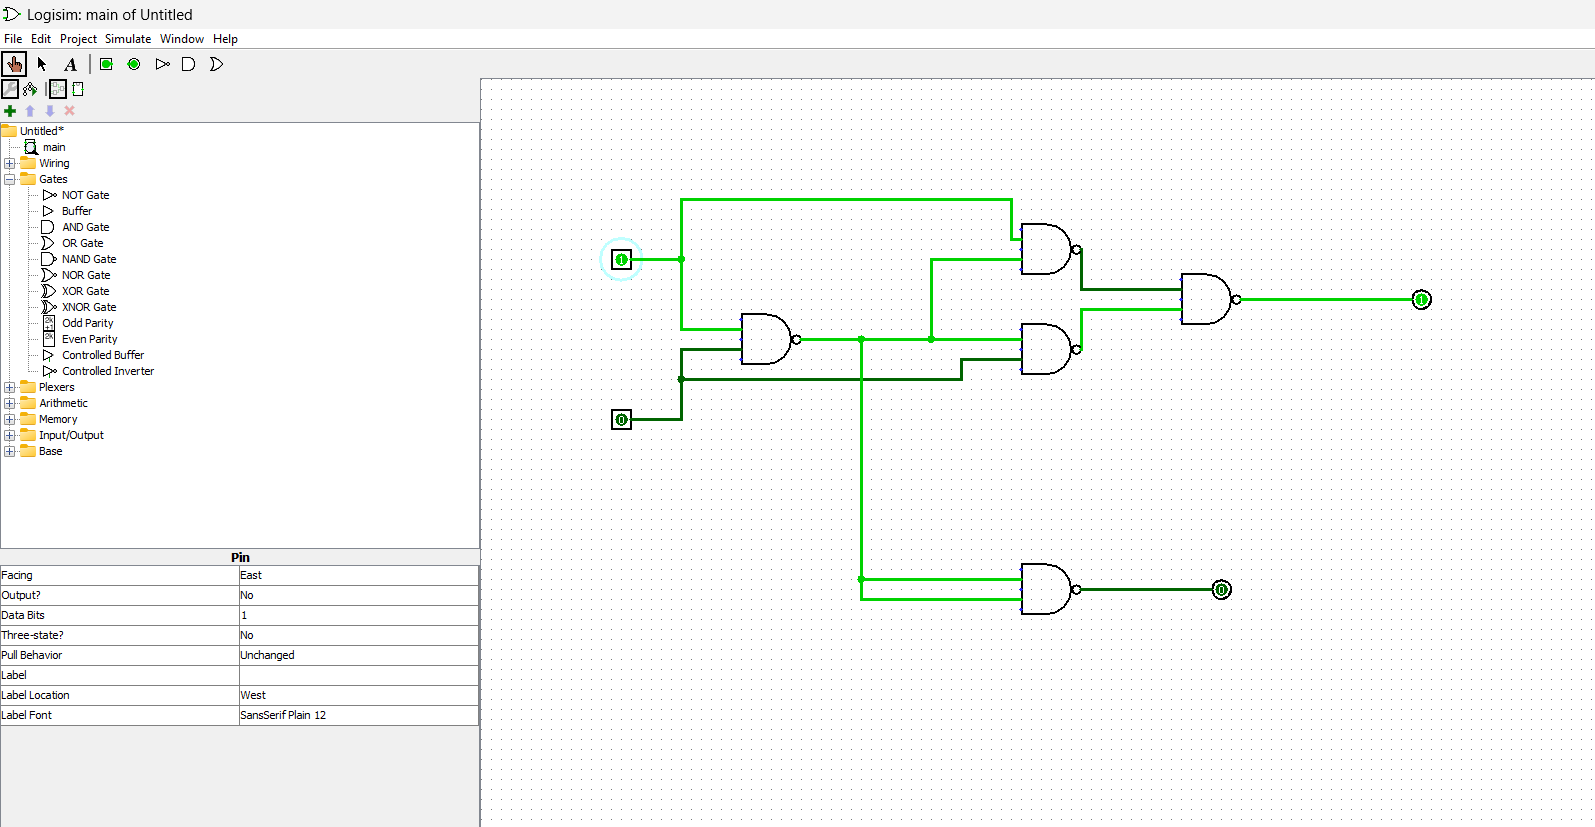 Logisim: main of Untitled
File Edit Project Simulate Window Help
A
Untitled*
main
Wiring
Gates
NOT Gate
Buffer
AND Gate
OR Gate
NAND Gate
NOR Gate
XOR Gate
XNOR Gate
2k
+1
Odd Parity
2k
Even Parity
Controlled Buffer
Controlled Inverter
Plexers
Arithmetic
Memory
Input/Output
Base
Pin
Facing East
Output? No
Data Bits 1
Three-state? No
Pull Behavior Unchanged
Label
Label Location West
Label Font SansSerif Plain 12
1
1
0
0